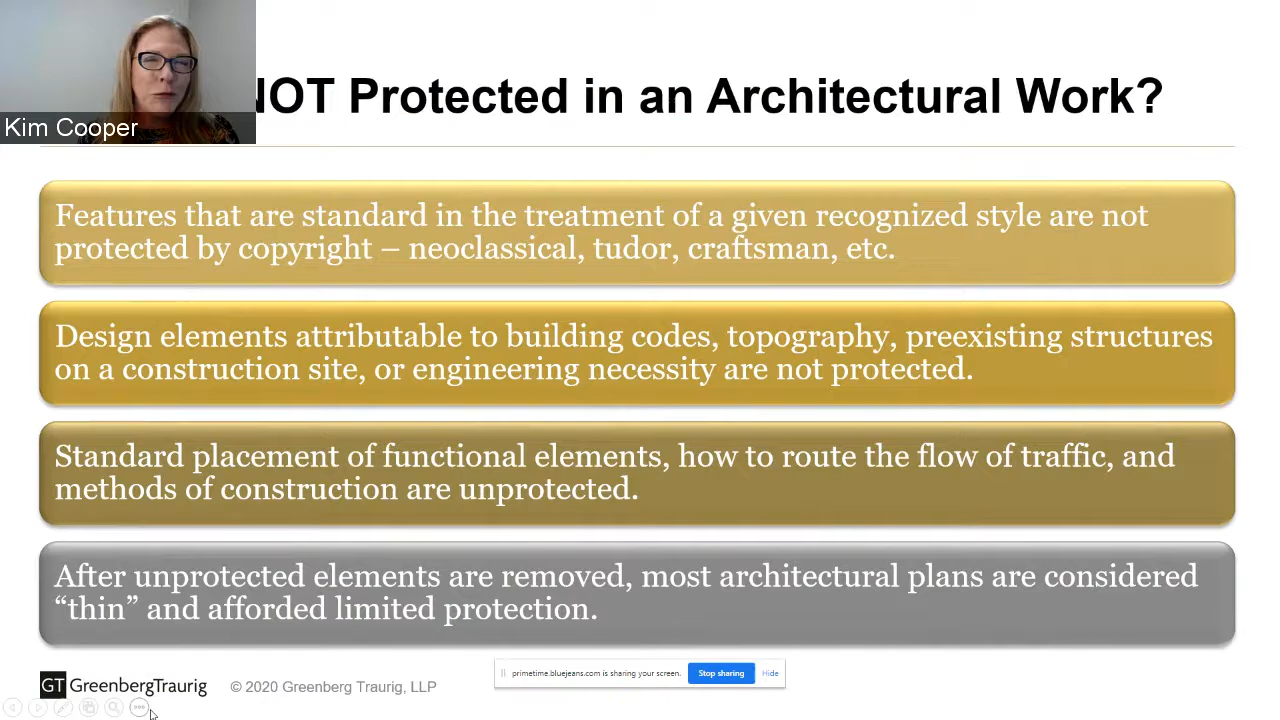 NOT Protected in an Architectural Work?
Kim Cooper
Features that are standard in the treatment of a given recognized style are not
protected by copyright – neoclassical, tudor, craftsman, etc.
Design elements attributable to building codes, topography, preexisting structures
on a construction site, or engineering necessity are not protected.
Standard placement of functional elements, how to route the flow of traffic, and
methods of construction are unprotected.
After unprotected elements are removed, most architectural plans are considered
“thin” and afforded limited protection.
GT GreenbergTraurig © 2020 Greenberg Traurig, LLP
primetime.bluejeans.com is sharing your screen. Stop sharing Hide